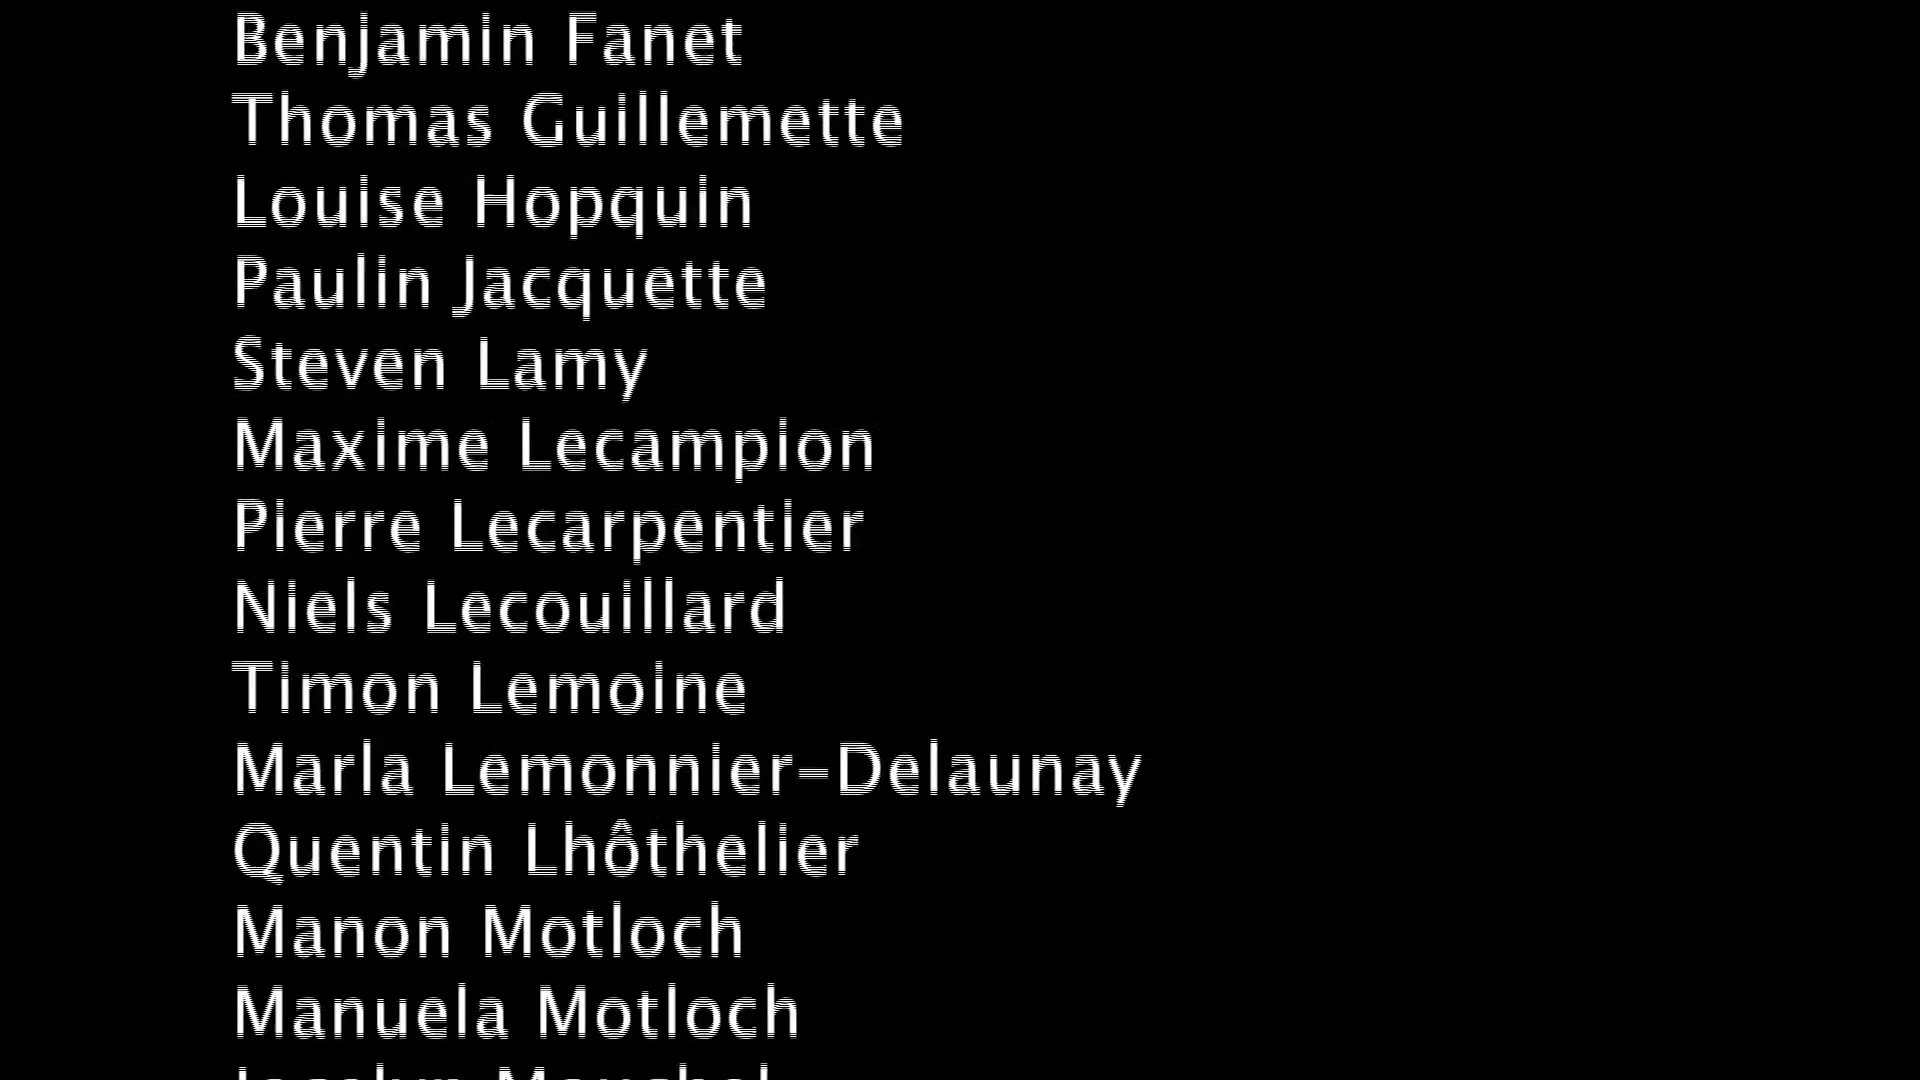 Benjamin Fanet
Thomas Guillemette
Louise Hopquin
Paulin Jacquette
Steven Lamy
Maxime Lecampion
Pierre Lecarpentier
Niels Lecouillard
Timon Lemoine
Marla Lemonnier-Delaunay
Quentin Lhôthelier
Manon Motloch
Manuela Motloch